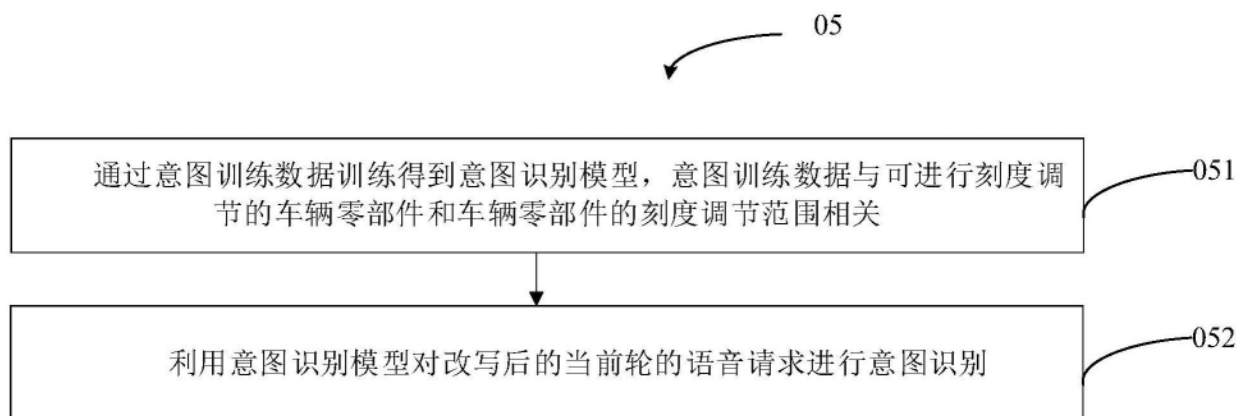 05
通过意图训练数据训练得到意图识别模型，意图训练数据与可进行刻度调
节的车辆零部件和车辆零部件的刻度调节范围相关
051
利用意图识别模型对改写后的当前轮的语音请求进行意图识别
052